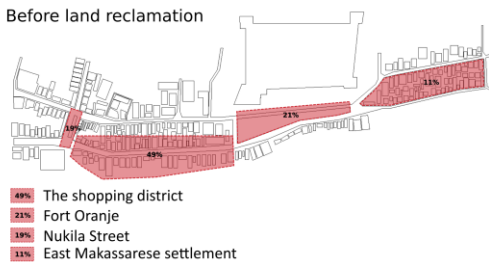 Before land reclamation
11%
21%
19%
49%
49% The shopping district
21% Fort Oranje
19% Nukila Street
11% East Makassarese settlement